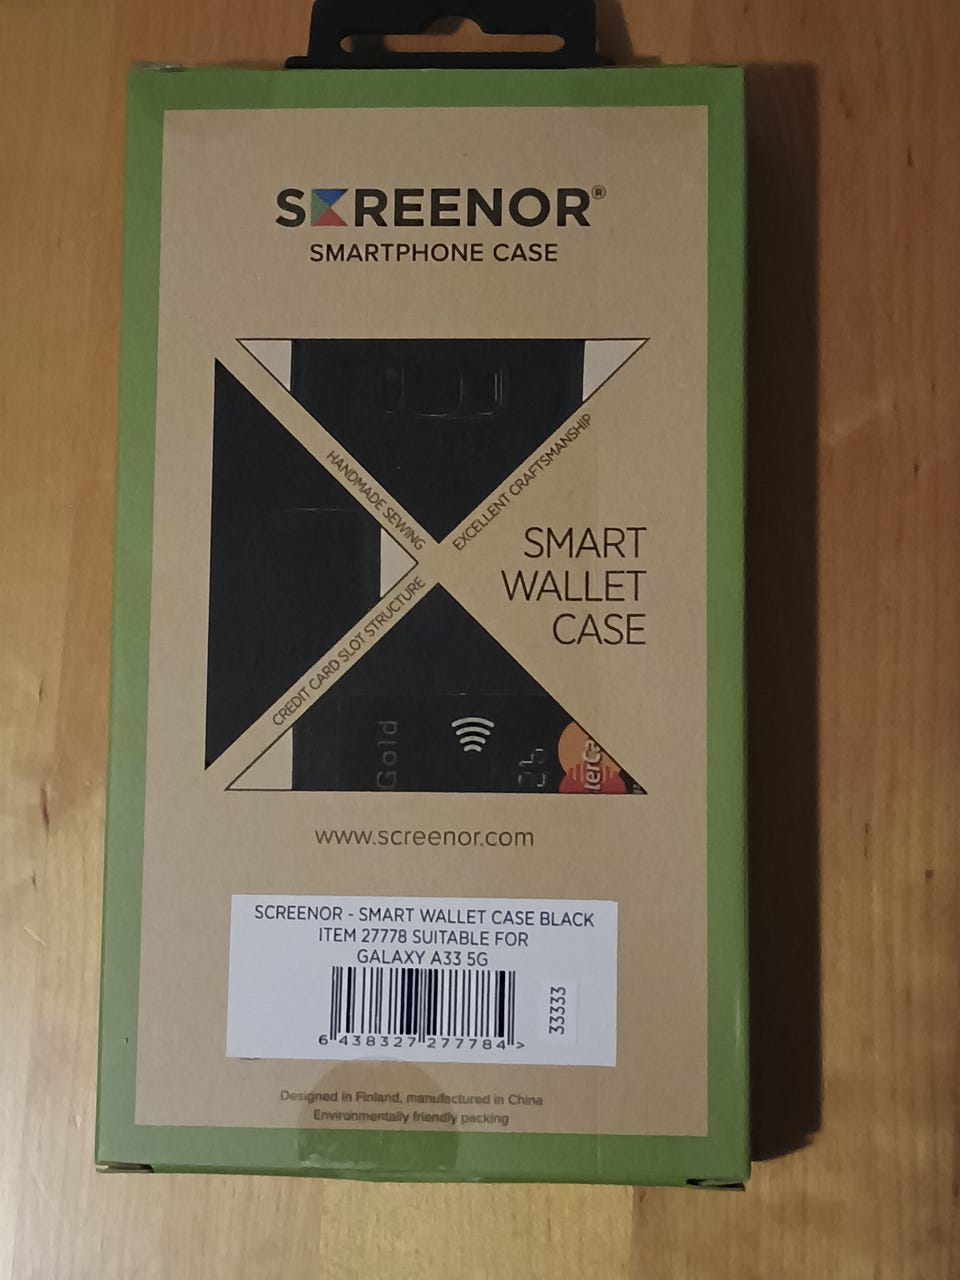 SCREENOR®
SMARTPHONE CASE
HANDMADE SEWING
EXCELLENT CRAFTSMANSHIP
SMART
WALLET
CASE
CREDIT CARD SLOT STRUCTURE
Gold
www.screenor.com
SCREENOR - SMART WALLET CASE BLACK
ITEM 27778 SUITABLE FOR
GALAXY A33 5G
33333
6 438327 277784 >
Designed in Finland, manufactured in China
Environmentally friendly packing